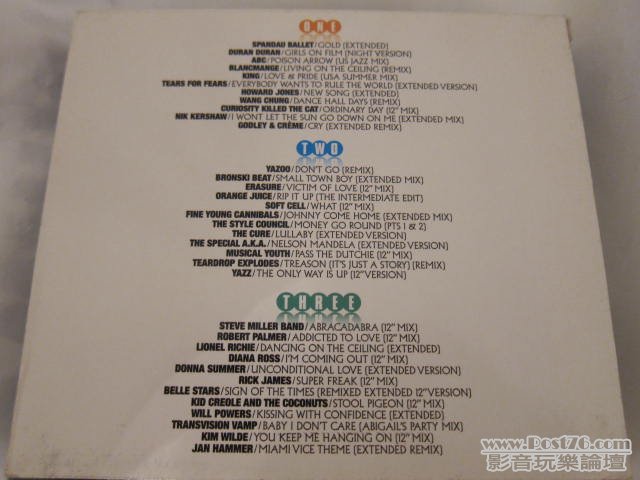 ONE
SPANDAU BALLET/GOLD (EXTENDED)
DURAN DURAN/GIRLS ON FILM (NIGHT VERSION)
ABC/POISON ARROW (US JAZZ MIX)
BLANCMANGE/LIVING ON THE CEILING (REMIX)
KING/LOVE & PRIDE (USA SUMMER MIX)
TEARS FOR FEARS/EVERYBODY WANTS TO RULE THE WORLD (EXTENDED VERSION)
HOWARD JONES/NEW SONG (EXTENDED)
WANG CHUNG/DANCE HALL DAYS (REMIX)
CURIOSITY KILLED THE CAT/ORDINARY DAY (12" MIX)
NIK KERSHAW/I WONT LET THE SUN GO DOWN ON ME (EXTENDED MIX)
GODLEY & CRÈME/CRY (EXTENDED REMIX)
TWO
YAZOO/DON'T GO (REMIX)
BRONSKI BEAT/SMALL TOWN BOY (EXTENDED MIX)
ERASURE/VICTIM OF LOVE (12" MIX)
ORANGE JUICE/RIP IT UP (THE INTERMEDIATE EDIT)
SOFT CELL/WHAT (12" MIX)
FINE YOUNG CANNIBALS/JOHNNY COME HOME (EXTENDED MIX)
THE STYLE COUNCIL/MONEY GO ROUND (PTS 1 & 2)
THE CURE/LULLABY (EXTENDED VERSION)
THE SPECIAL A.K.A./NELSON MANDELA (EXTENDED VERSION)
MUSICAL YOUTH/PASS THE DUTCHIE (12" MIX)
TEARDROP EXPLODES/TREASON (IT'S JUST A STORY) (REMIX)
YAZZ/THE ONLY WAY IS UP (12" VERSION)
THREE
STEVE MILLER BAND/ABRACADABRA (12" MIX)
ROBERT PALMER/ADDICTED TO LOVE (12" MIX)
LIONEL RICHIE/DANCING ON THE CEILING (EXTENDED)
DIANA ROSS/I'M COMING OUT (12" MIX)
DONNA SUMMER/UNCONDITIONAL LOVE (EXTENDED VERSION)
RICK JAMES/SUPER FREAK (12" MIX)
BELLE STARS/SIGN OF THE TIMES (REMIXED EXTENDED 12" VERSION)
KID CREOLE AND THE COCONUTS/STOOL PIGEON (12" MIX)
WILL POWERS/KISSING WITH CONFIDENCE (EXTENDED)
TRANSVISION VAMP/BABY I DON'T CARE (ABIGAIL'S PARTY MIX)
KIM WILDE/YOU KEEP ME HANGING ON (12" MIX)
JAN HAMMER/MIAMI VICE THEME (EXTENDED REMIX)
www.Post76.com
影音玩樂論壇